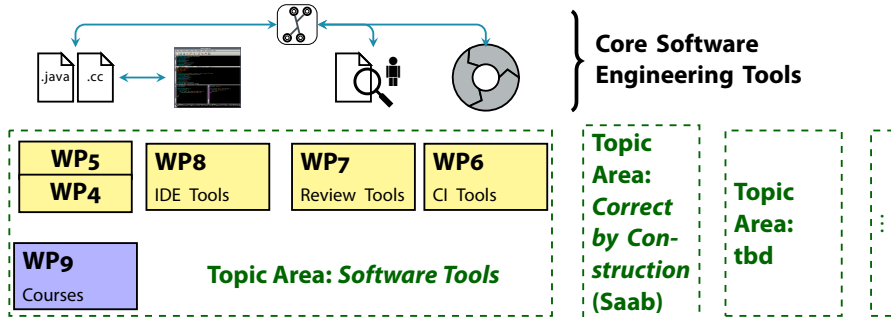 Core Software
Engineering Tools
.java
.cc
WP5
WP4
WP8
IDE Tools
WP7
Review Tools
WP6
CI Tools
WP9
Courses
Topic Area: Software Tools
Topic
Area:
Correct
by Con-
struction
(Saab)
Topic
Area:
tbd
...